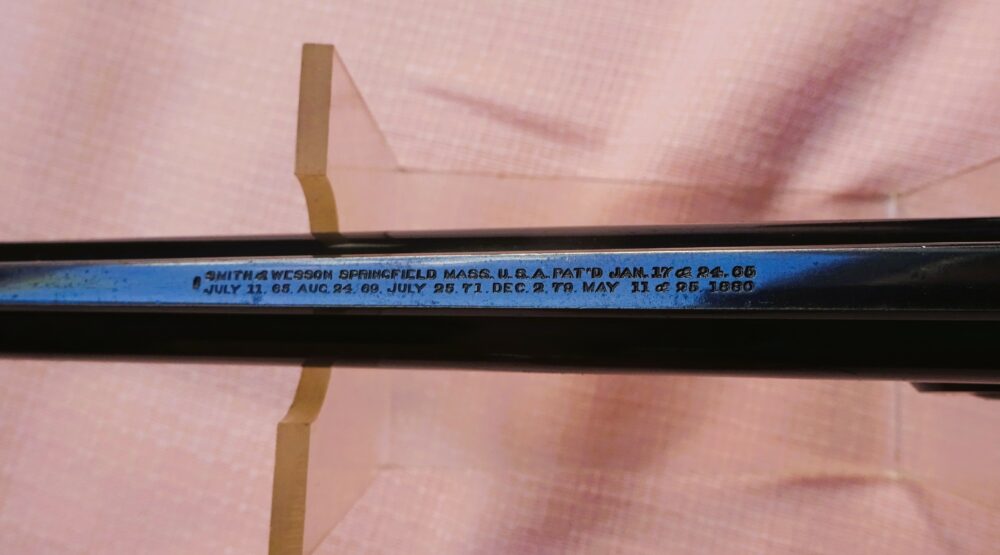 SMITH & WESSON SPRINGFIELD MASS. U.S.A. PAT'D JAN. 17 & 24. 65
JULY 11. 65. AUG. 24. 69. JULY 25. 71. DEC. 2. 79. MAY 11 & 25. 1880